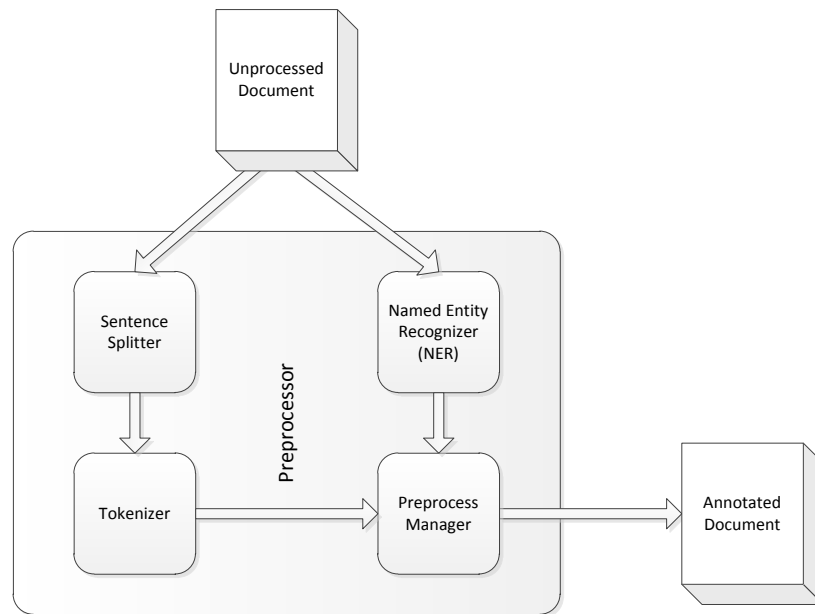 Unprocessed
Document
Sentence
Splitter
Named Entity
Recognizer
(NER)
Preprocessor
Tokenizer
Preprocess
Manager
Annotated
Document